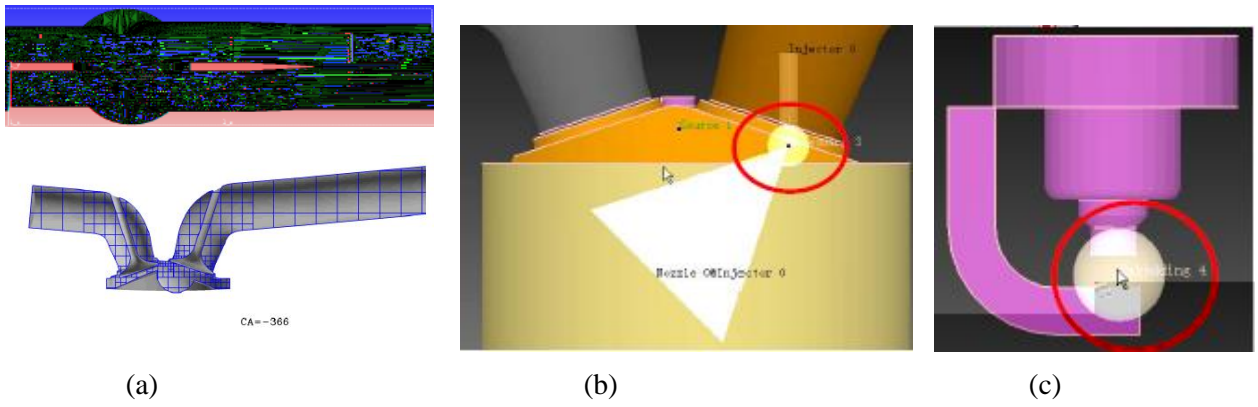 Injector 0
Source 1
Nozzle 0@Injector 0
CA=-366
(a)
(b)
(c)